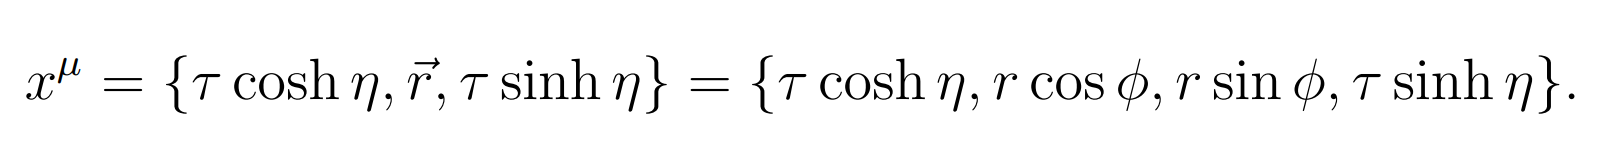 x^μ = {τ cosh η, r⃗, τ sinh η} = {τ cosh η, r cos ϕ, r sin ϕ, τ sinh η}.